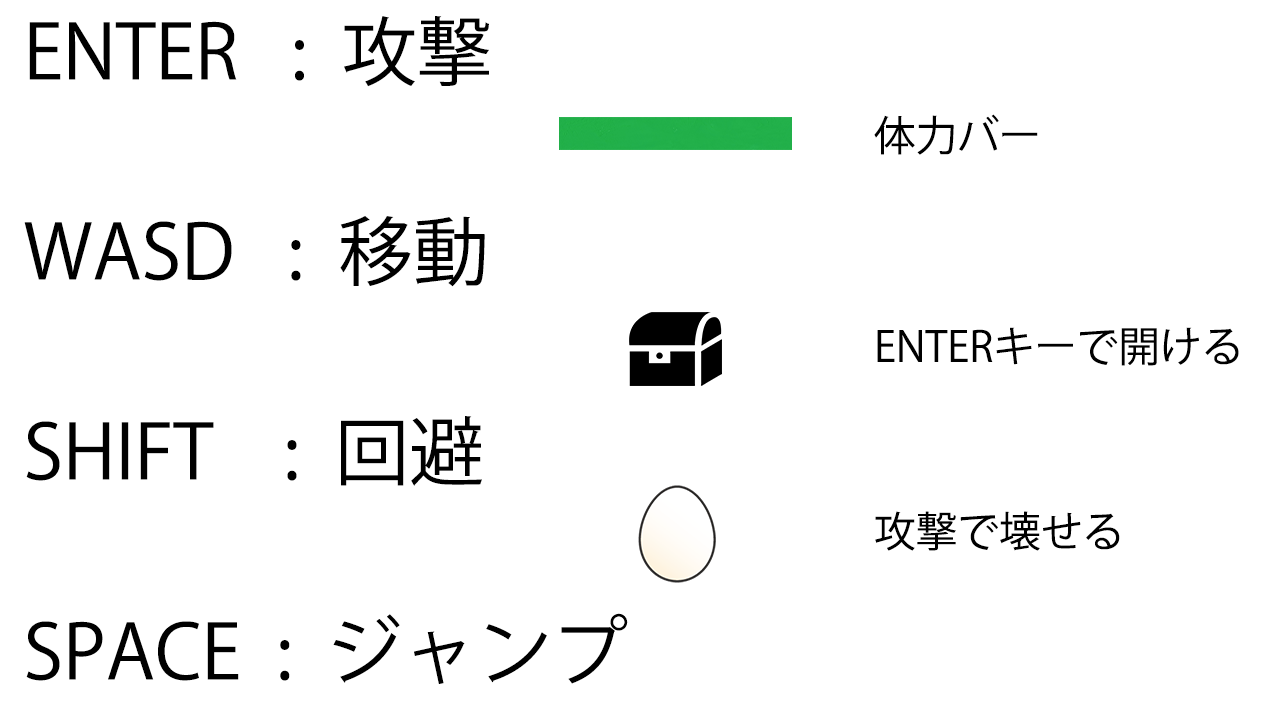 ENTER : 攻撃
体力バー
WASD : 移動
ENTERキーで開ける
SHIFT : 回避
攻撃で壊せる
SPACE : ジャンプ